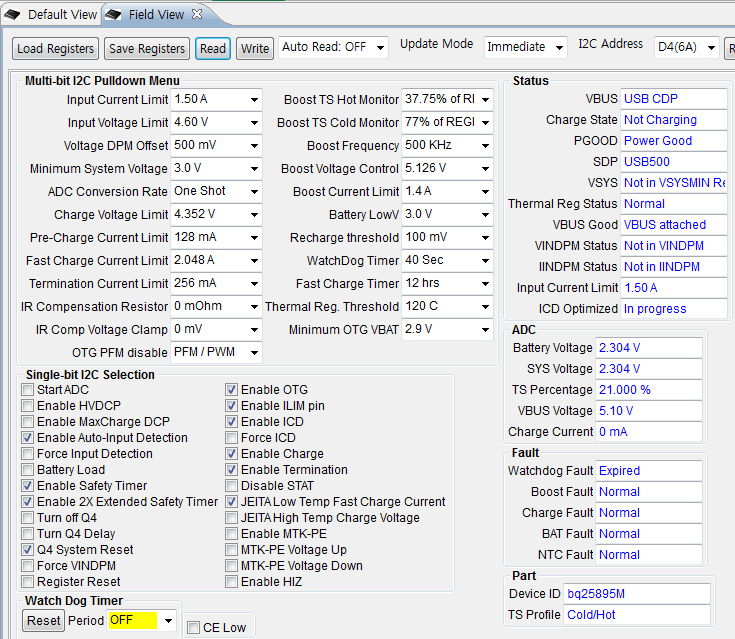 Default View Field View
Load Registers Save Registers Read Write Auto Read: OFF Update Mode Immediate I2C Address D4(6A) R
Multi-bit I2C Pulldown Menu
Input Current Limit 1.50 A Boost TS Hot Monitor 37.75% of RI
Input Voltage Limit 4.60 V Boost TS Cold Monitor 77% of REGI
Voltage DPM Offset 500 mV Boost Frequency 500 KHz
Minimum System Voltage 3.0 V Boost Voltage Control 5.126 V
ADC Conversion Rate One Shot Boost Current Limit 1.4 A
Charge Voltage Limit 4.352 V Battery LowV 3.0 V
Pre-Charge Current Limit 128 mA Recharge threshold 100 mV
Fast Charge Current Limit 2.048 A WatchDog Timer 40 Sec
Termination Current Limit 256 mA Fast Charge Timer 12 hrs
IR Compensation Resistor 0 mOhm Thermal Reg. Threshold 120 C
IR Comp Voltage Clamp 0 mV Minimum OTG VBAT 2.9 V
OTG PFM disable PFM / PWM
Single-bit I2C Selection
Start ADC Enable OTG
Enable HVDCP Enable ILIM pin
Enable MaxCharge DCP Enable ICD
Enable Auto-Input Detection Force ICD
Force Input Detection Enable Charge
Battery Load Enable Termination
Enable Safety Timer Disable STAT
Enable 2X Extended Safety Timer JEITA Low Temp Fast Charge Current
Turn off Q4 JEITA High Temp Charge Voltage
Turn Q4 Delay Enable MTK-PE
Q4 System Reset MTK-PE Voltage Up
Force VINDPM MTK-PE Voltage Down
Register Reset Enable HIZ
Watch Dog Timer
Reset Period OFF CE Low
Status
VBUS USB CDP
Charge State Not Charging
PGOOD Power Good
SDP USB500
VSYS Not in VSYSMIN Re
Thermal Reg Status Normal
VBUS Good VBUS attached
VINDPM Status Not in VINDPM
IINDPM Status Not in IINDPM
Input Current Limit 1.50 A
ICD Optimized In progress
ADC
Battery Voltage 2.304 V
SYS Voltage 2.304 V
TS Percentage 21.000 %
VBUS Voltage 5.10 V
Charge Current 0 mA
Fault
Watchdog Fault Expired
Boost Fault Normal
Charge Fault Normal
BAT Fault Normal
NTC Fault Normal
Part
Device ID bq25895M
TS Profile Cold/Hot